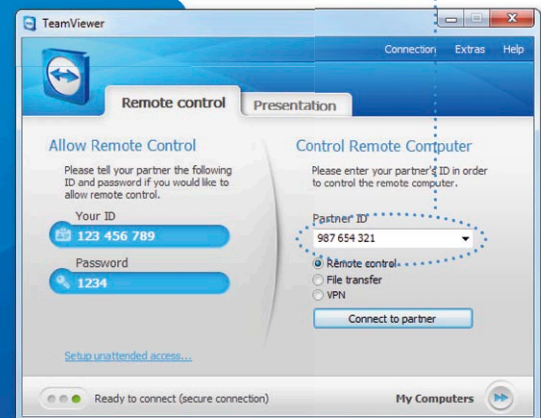 TeamViewer
Connection Extras Help
Remote control Presentation
Allow Remote Control
Please tell your partner the following
ID and password if you would like to
allow remote control.
Your ID
123 456 789
Password
1234
Setup unattended access...
Control Remote Computer
Please enter your partner's ID in order
to control the remote computer.
Partner ID
987 654 321
Remote control
File transfer
VPN
Connect to partner
Ready to connect (secure connection)
My Computers